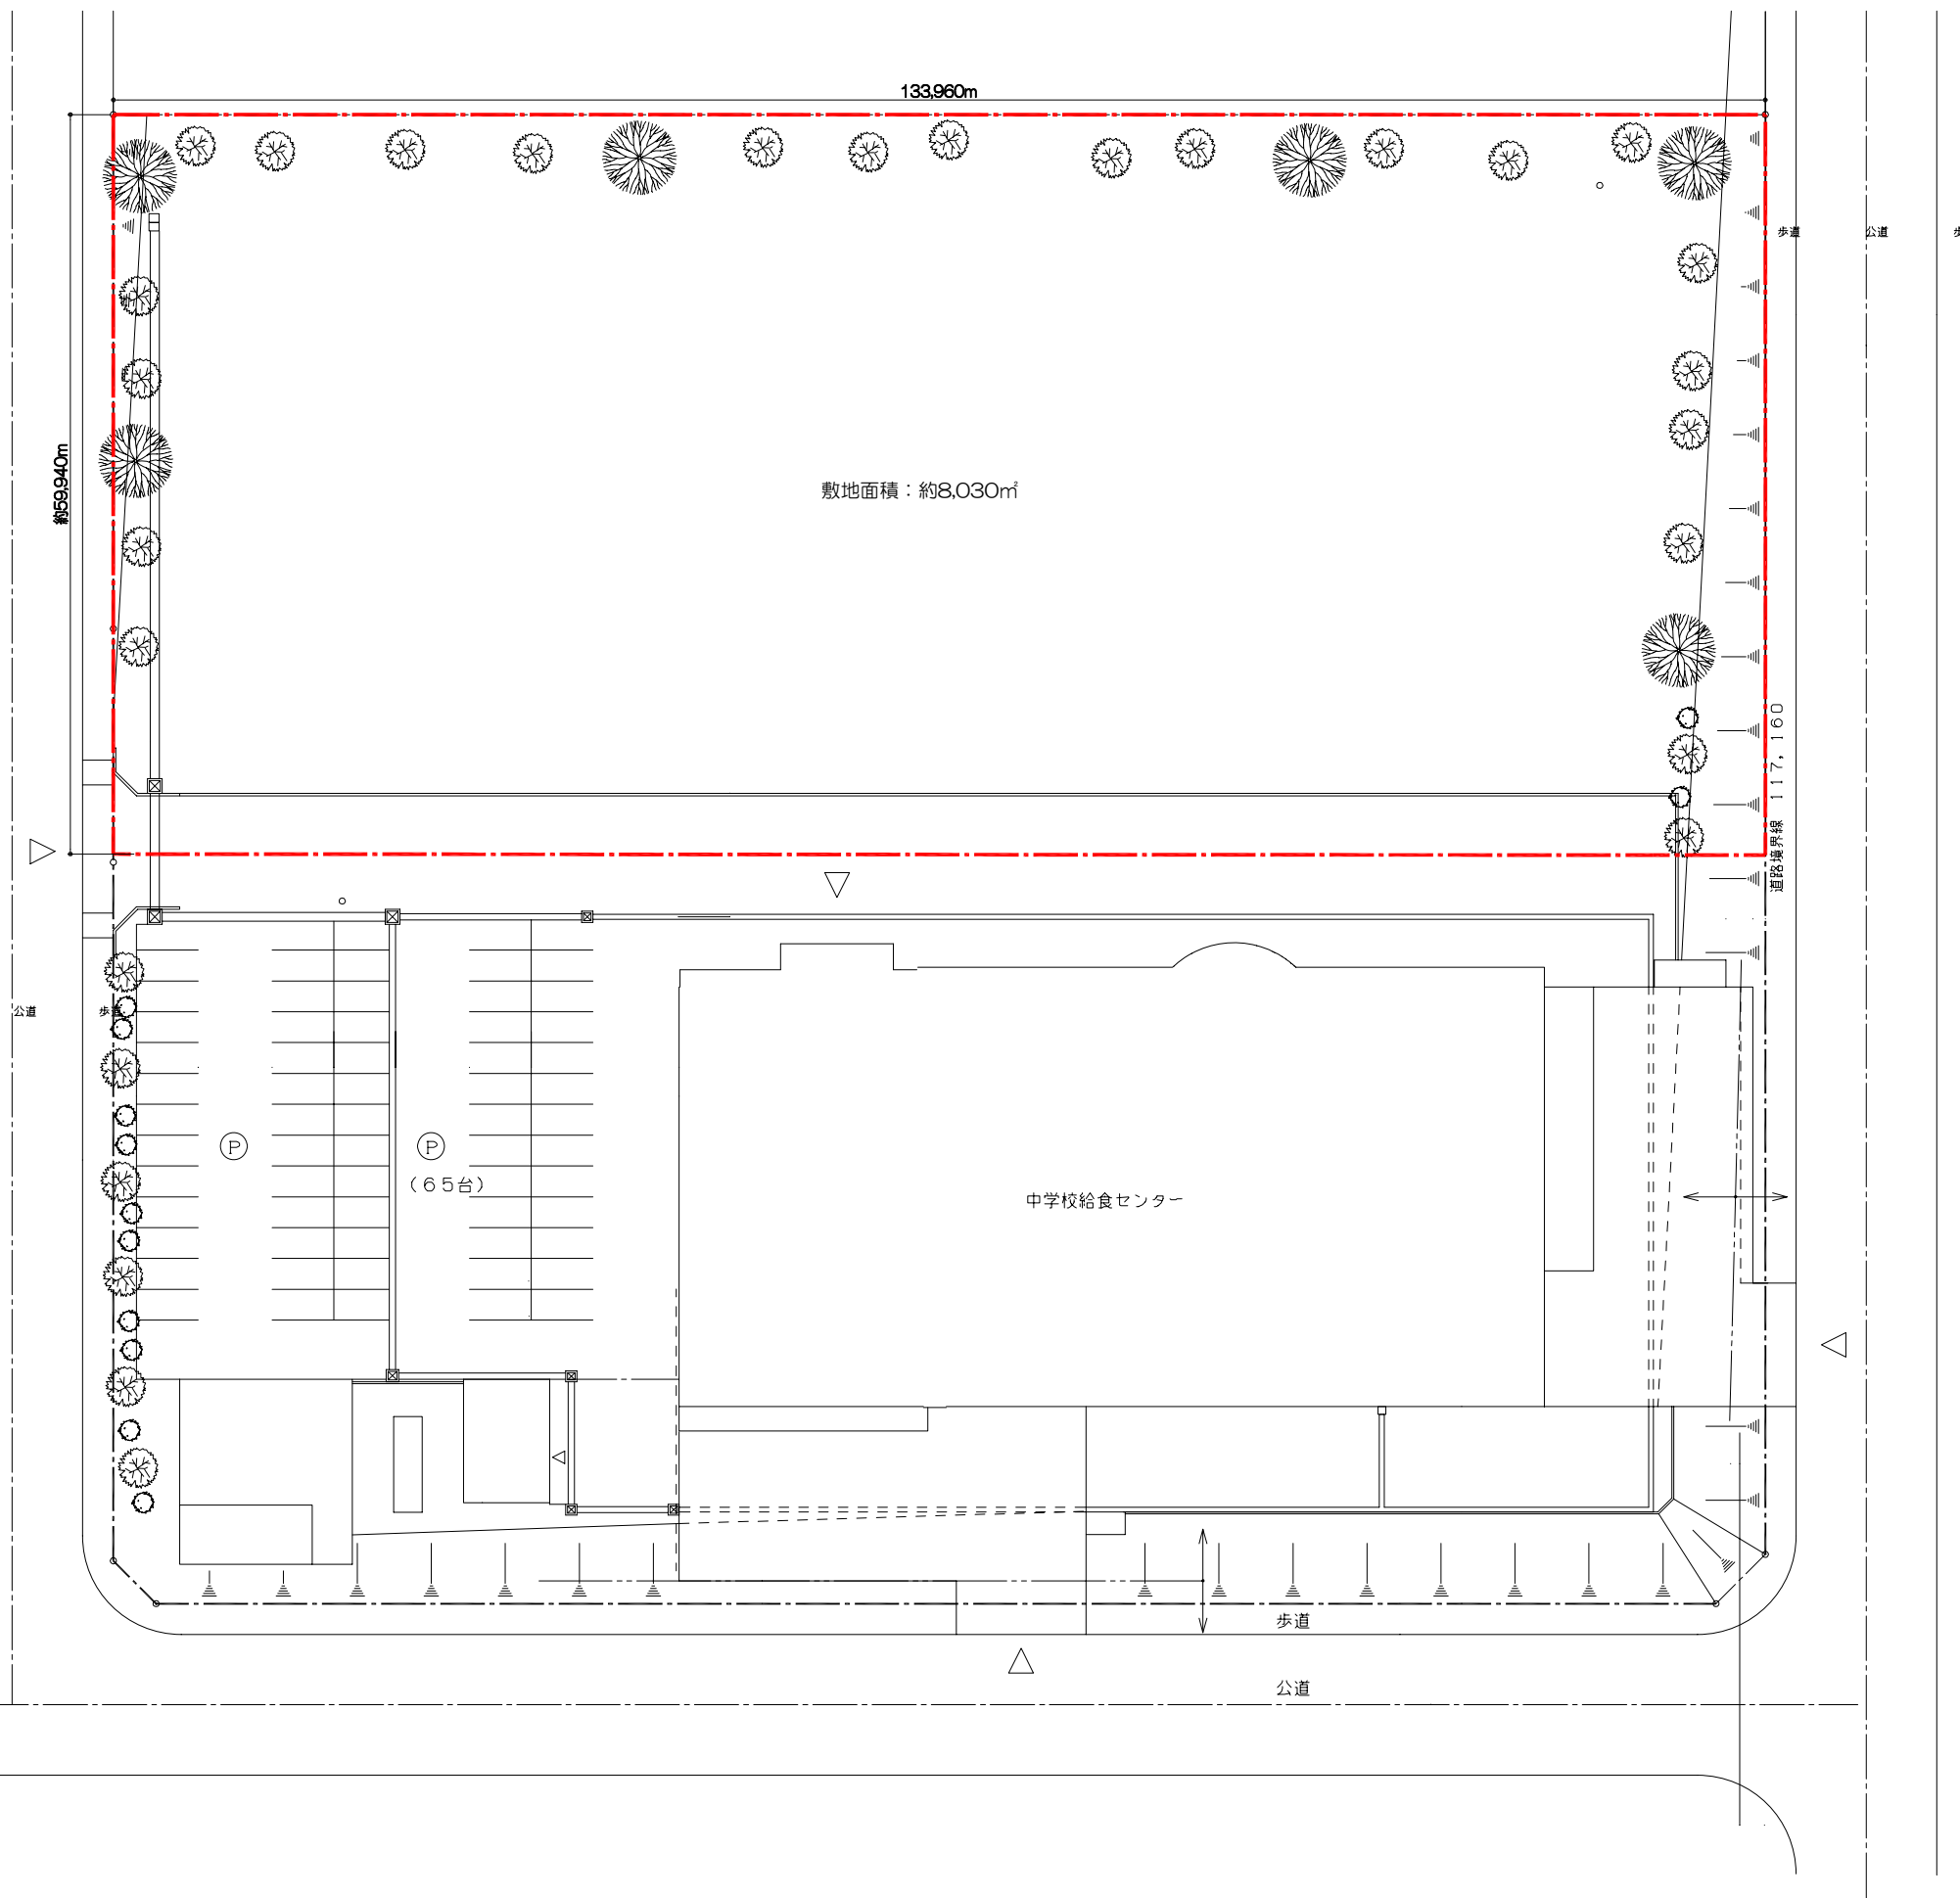 133,960m
歩道
公道
歩
約59,940m
敷地面積：約8,030㎡
道路境界線 117,160
公道
歩道
P
P
(65台)
中学校給食センター
歩道
公道